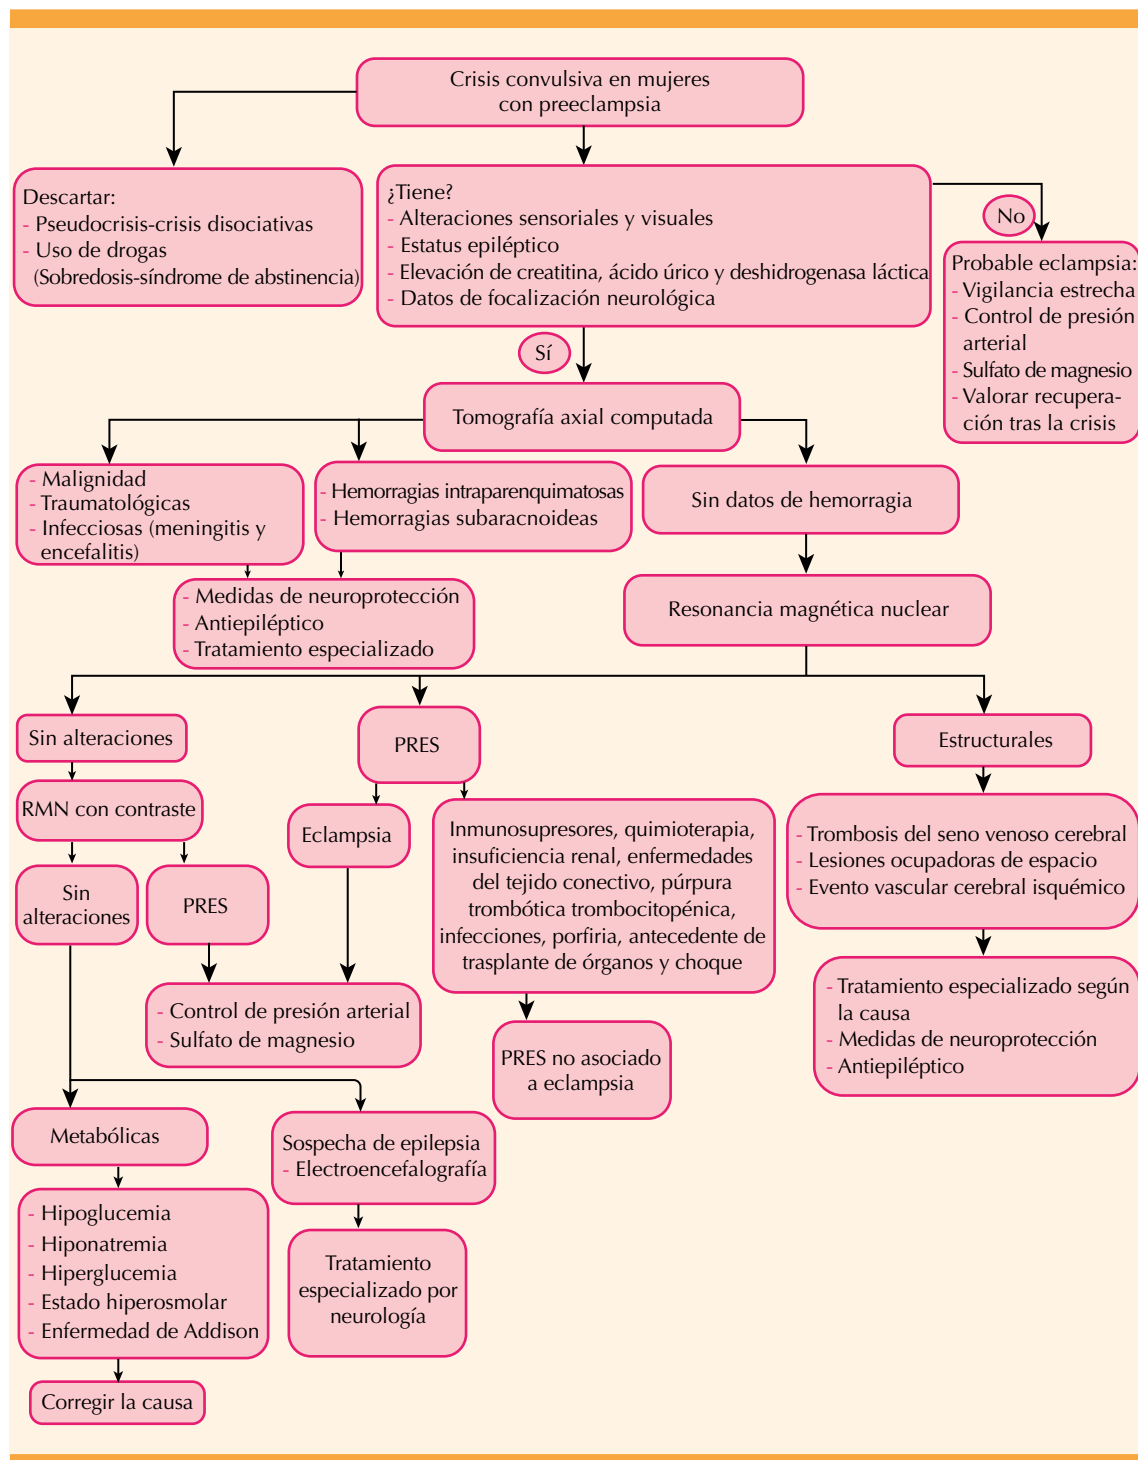 Crisis convulsiva en mujeres
con preeclampsia
Descartar:
- Pseudocrisis-crisis disociativas
- Uso de drogas
(Sobredosis-síndrome de abstinencia)
¿Tiene?
- Alteraciones sensoriales y visuales
- Estatus epiléptico
- Elevación de creatitina, ácido úrico y deshidrogenasa láctica
- Datos de focalización neurológica
No
Probable eclampsia:
- Vigilancia estrecha
- Control de presión
arterial
- Sulfato de magnesio
- Valorar recupera-
ción tras la crisis
Sí
Tomografía axial computada
- Malignidad
- Traumatológicas
- Infecciosas (meningitis y
encefalitis)
- Hemorragias intraparenquimatosas
- Hemorragias subaracnoideas
Sin datos de hemorragia
- Medidas de neuroprotección
- Antiepiléptico
- Tratamiento especializado
Resonancia magnética nuclear
Sin alteraciones
PRES
Estructurales
RMN con contraste
Eclampsia
Inmunosupresores, quimioterapia,
insuficiencia renal, enfermedades
del tejido conectivo, púrpura
trombótica trombocitopénica,
infecciones, porfiria, antecedente de
trasplante de órganos y choque
- Trombosis del seno venoso cerebral
- Lesiones ocupadoras de espacio
- Evento vascular cerebral isquémico
Sin
alteraciones
PRES
- Control de presión arterial
- Sulfato de magnesio
PRES no asociado
a eclampsia
- Tratamiento especializado según
la causa
- Medidas de neuroprotección
- Antiepiléptico
Metabólicas
Sospecha de epilepsia
- Electroencefalografía
- Hipoglucemia
- Hiponatremia
- Hiperglucemia
- Estado hiperosmolar
- Enfermedad de Addison
Tratamiento
especializado por
neurología
Corregir la causa